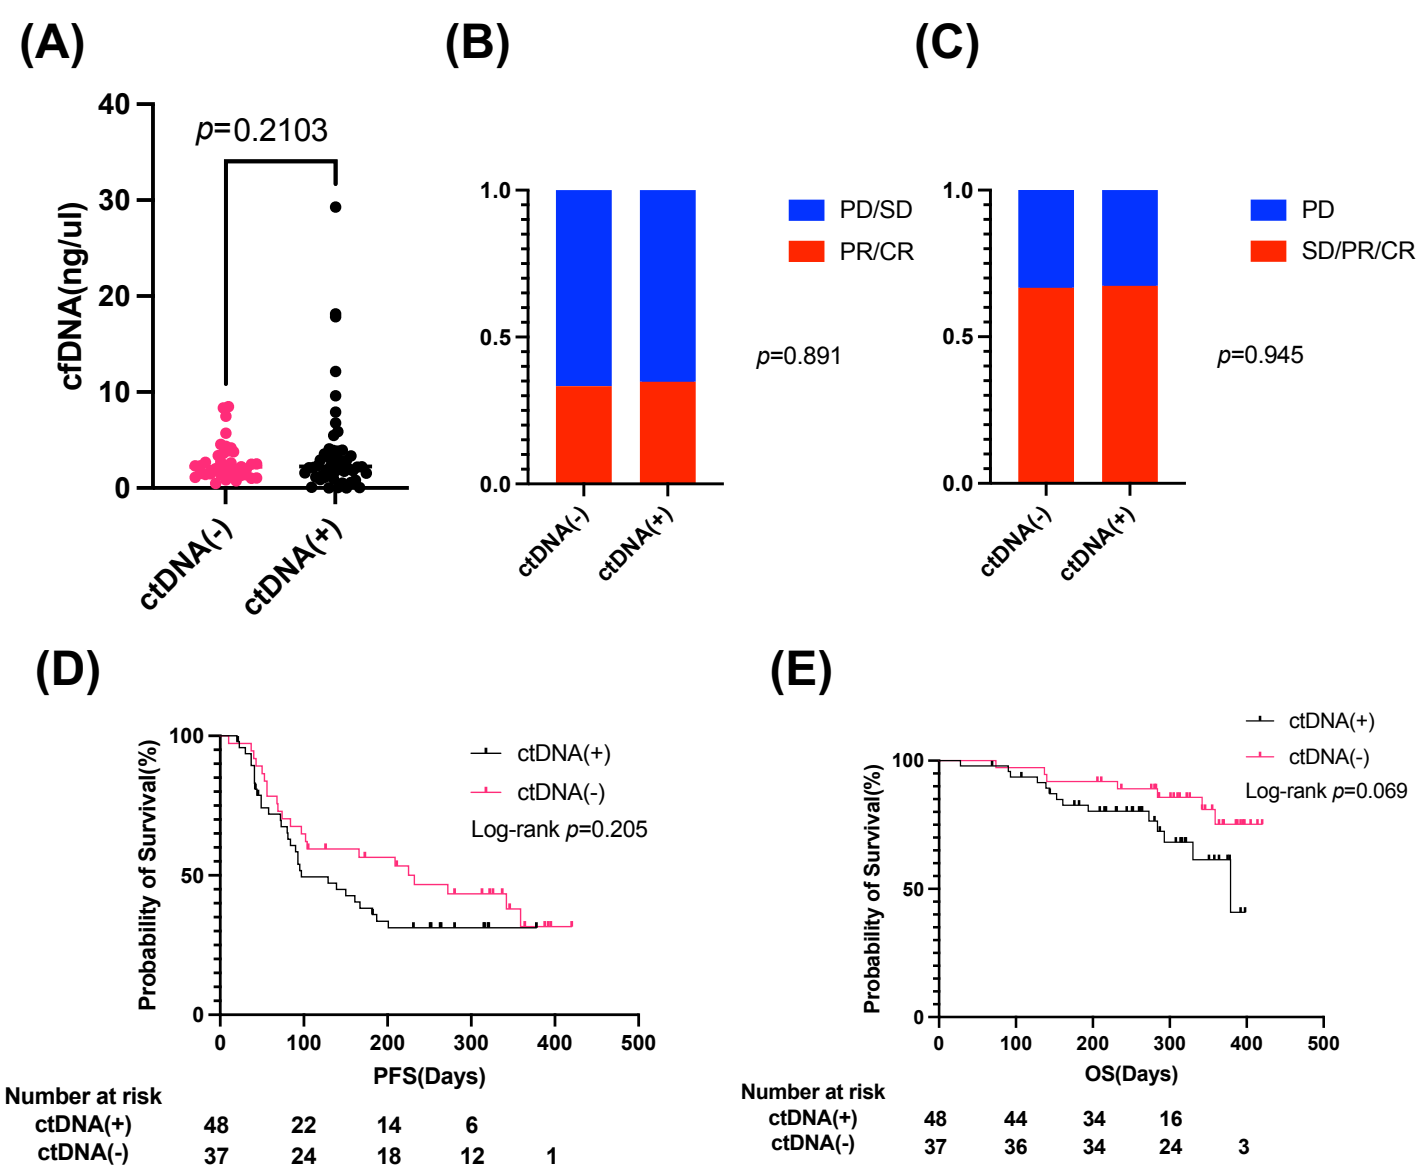 (A)
(B)
(C)
p=0.2103
cfDNA(ng/ul)
40
30
20
10
0
ctDNA(-)
ctDNA(+)
1.0
0.5
0.0
ctDNA(-)
ctDNA(+)
PD/SD
PR/CR
p=0.891
1.0
0.5
0.0
ctDNA(-)
ctDNA(+)
PD
SD/PR/CR
p=0.945
(D)
Probability of Survival(%)
100
50
0
ctDNA(+)
ctDNA(-)
Log-rank p=0.205
0 100 200 300 400 500
PFS(Days)
Number at risk
ctDNA(+) 48 22 14 6
ctDNA(-) 37 24 18 12 1
(E)
Probability of Survival(%)
100
50
0
ctDNA(+)
ctDNA(-)
Log-rank p=0.069
0 100 200 300 400 500
OS(Days)
Number at risk
ctDNA(+) 48 44 34 16
ctDNA(-) 37 36 34 24 3